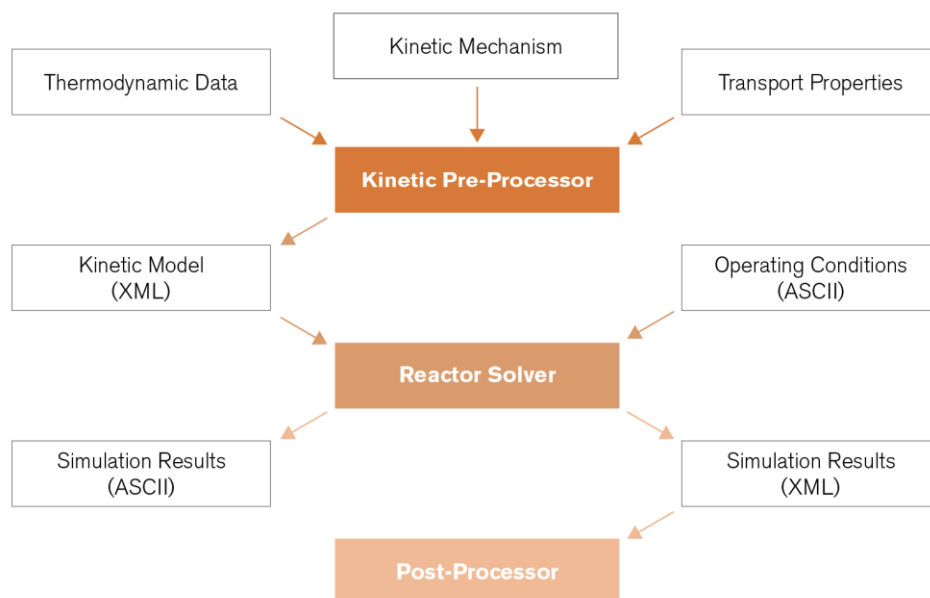 Kinetic Mechanism
Thermodynamic Data
Transport Properties
Kinetic Pre-Processor
Kinetic Model
(XML)
Operating Conditions
(ASCII)
Reactor Solver
Simulation Results
(ASCII)
Simulation Results
(XML)
Post-Processor